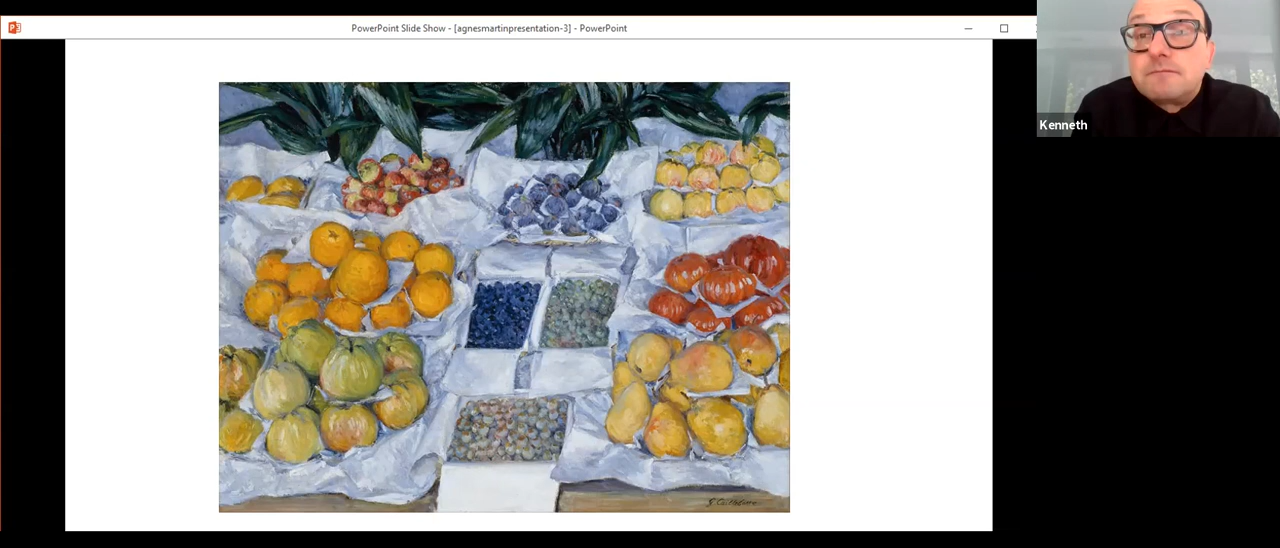 PowerPoint Slide Show - [agnesmartinpresentation-3] - PowerPoint
Kenneth